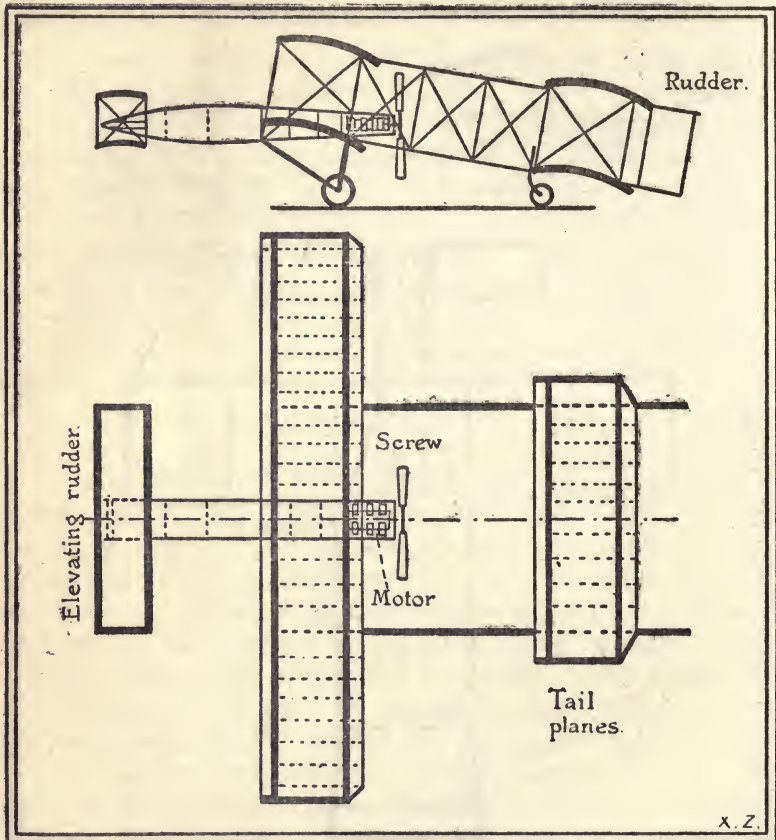 Rudder.
Elevating rudder.
Screw
Motor
Tail
planes.
X.Z.